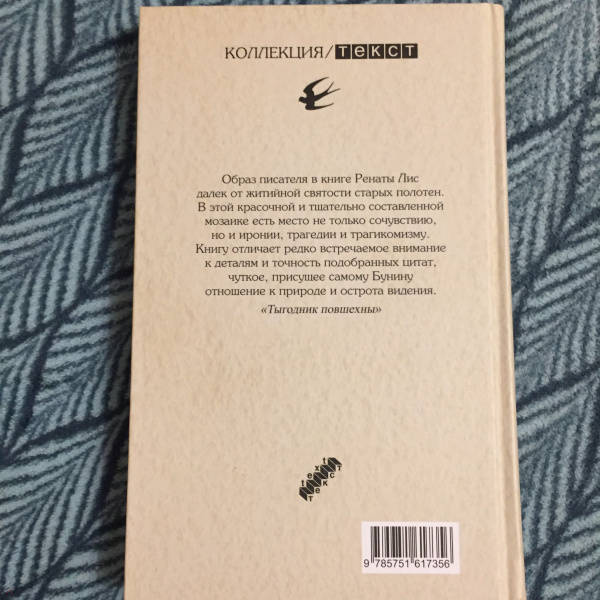 КОЛЛЕКЦИЯ/текст
Образ писателя в книге Ренаты Лис
далек от житийной святости старых полотен.
В этой красочной и тщательно составленной
мозаике есть место не только сочувствию,
но и иронии, трагедии и трагикомизму.
Книгу отличает редко встречаемое внимание
к деталям и точность подобранных цитат,
чуткое, присущее самому Бунину
отношение к природе и острота видения.
«Тыгодник повшехны»
текст
text
9 785751 617356